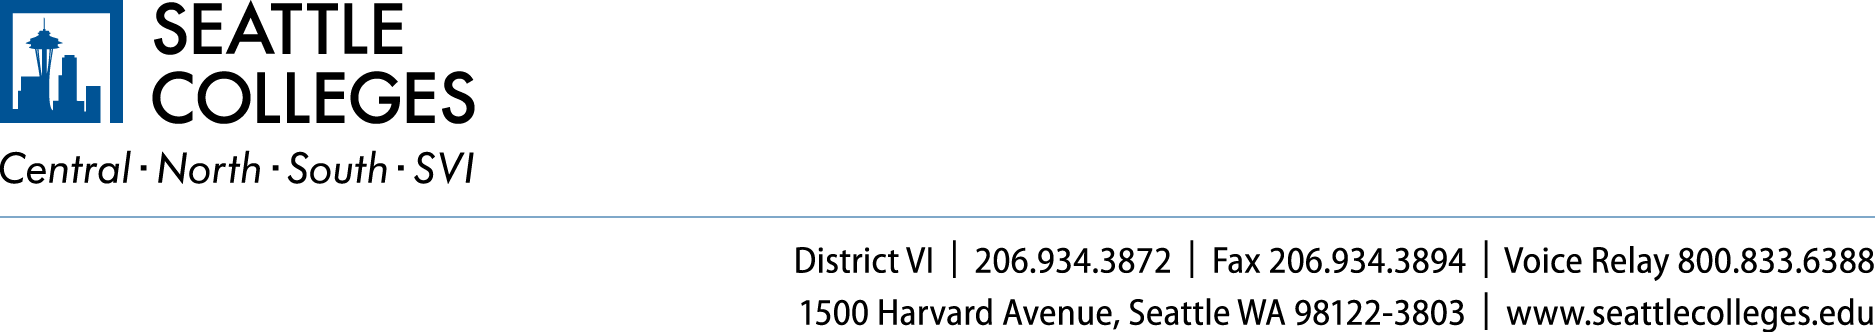 SEATTLE
COLLEGES
Central · North · South · SVI
District VI | 206.934.3872 | Fax 206.934.3894 | Voice Relay 800.833.6388
1500 Harvard Avenue, Seattle WA 98122-3803 | www.seattlecolleges.edu